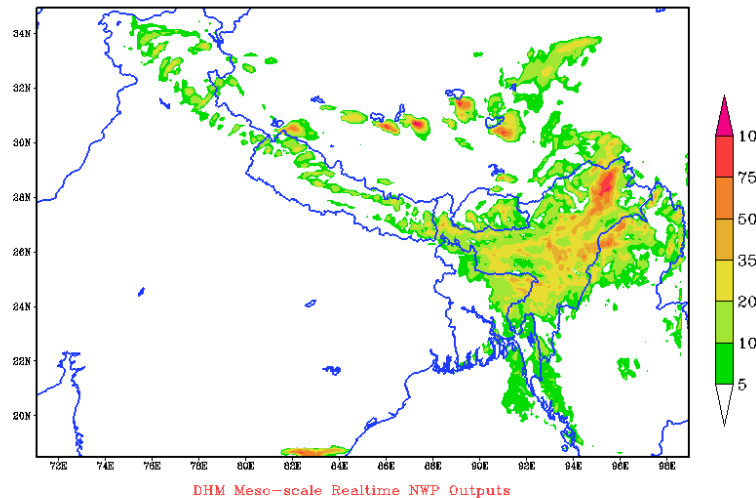 34N
32N
30N
28N
26N
24N
22N
20N
72E 74E 76E 78E 80E 82E 84E 86E 88E 90E 92E 94E 96E 98E
10
75
50
35
20
10
5
DHM Meso-scale Realtime NWP Outputs